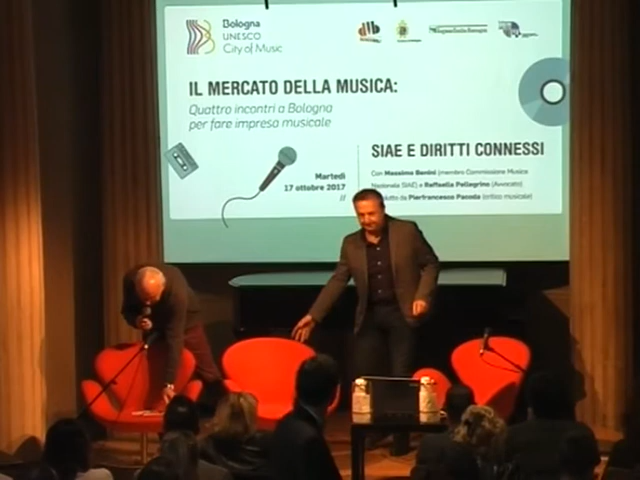 Bologna
UNESCO
City of Music
IL MERCATO DELLA MUSICA:
Quattro incontri a Bologna
per fare impresa musicale
SIAE E DIRITTI CONNESSI
Martedì
17 ottobre 2017
//
Con Massimo Benini (membro Commissione Musica
Nazionale SIAE) e Raffaella Pellegrino (Avvocato)
da Pierfrancesco Pacoda (critico musicale)